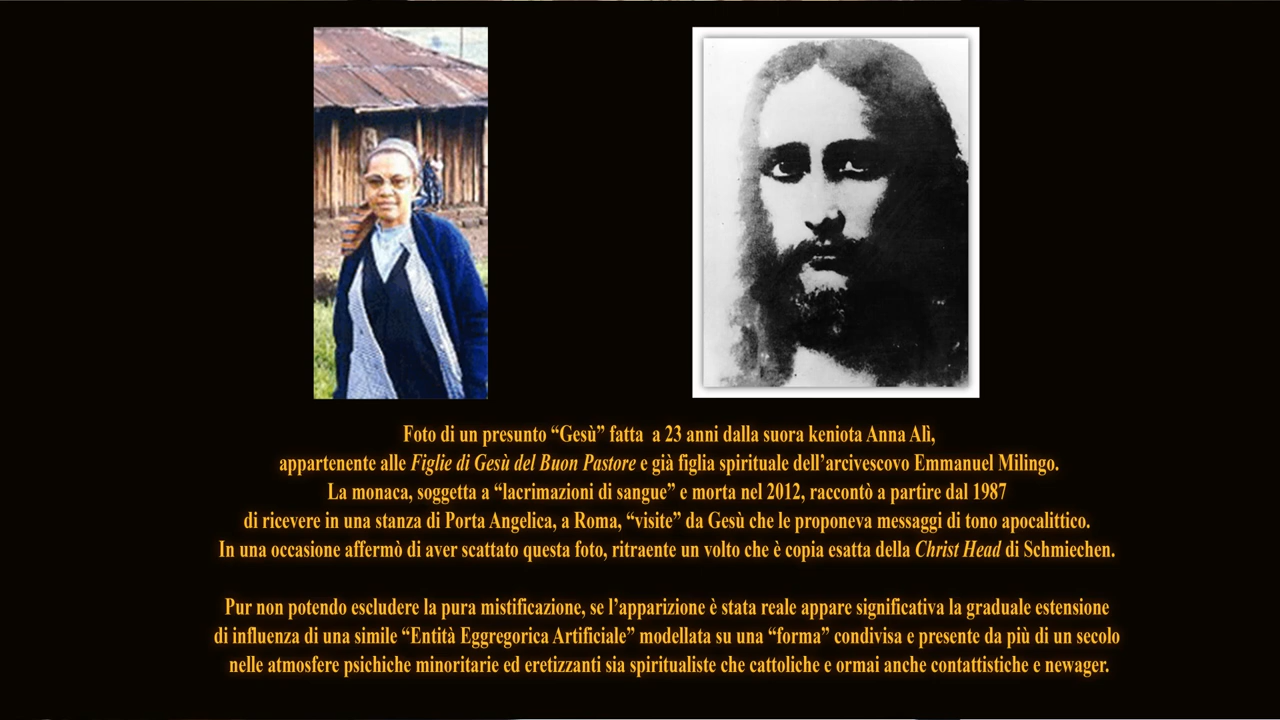 Foto di un presunto “Gesù” fatta  a 23 anni dalla suora keniota Anna Alì,
appartenente alle Figlie di Gesù del Buon Pastore e già figlia spirituale dell’arcivescovo Emmanuel Milingo.
La monaca, soggetta a “lacrimazioni di sangue” e morta nel 2012, raccontò a partire dal 1987
di ricevere in una stanza di Porta Angelica, a Roma, “visite” da Gesù che le proponeva messaggi di tono apocalittico.
In una occasione affermò di aver scattato questa foto, ritraente un volto che è copia esatta della Christ Head di Schmiechen.
Pur non potendo escludere la pura mistificazione, se l’apparizione è stata reale appare significativa la graduale estensione
di influenza di una simile “Entità Eggregorica Artificiale” modellata su una “forma” condivisa e presente da più di un secolo
nelle atmosfere psichiche minoritarie ed eretizzanti sia spiritualiste che cattoliche e ormai anche contattistiche e newager.